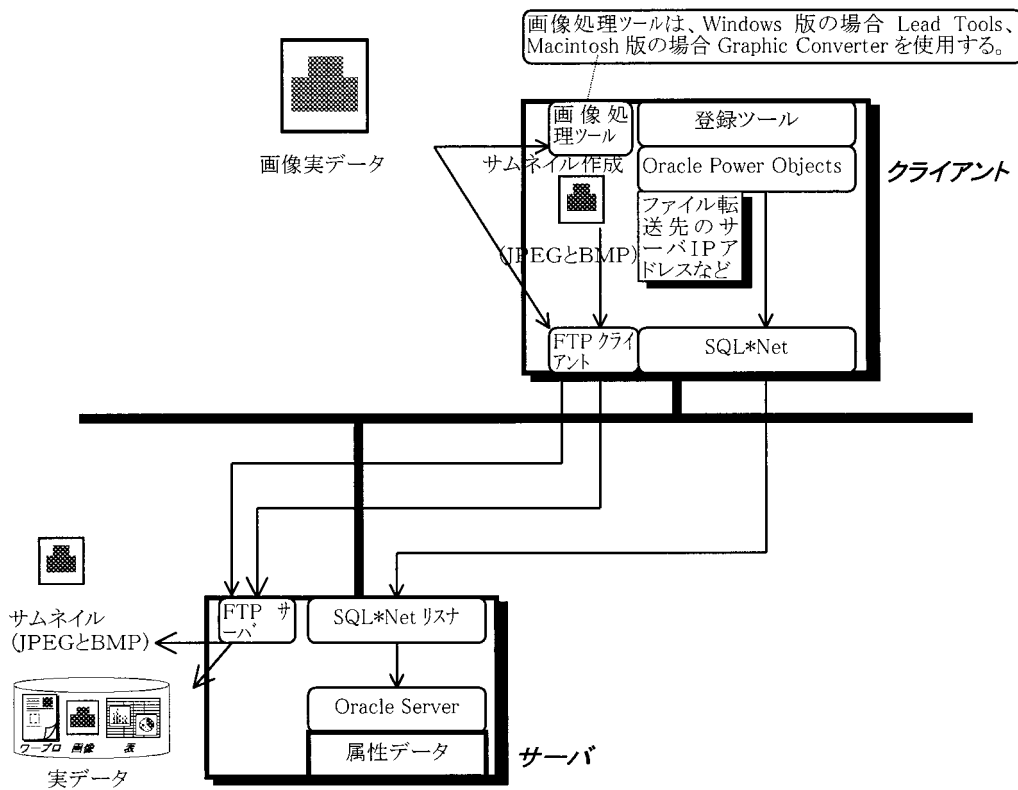 画像処理ツールは、Windows 版の場合 Lead Tools、
Macintosh 版の場合 Graphic Converter を使用する。
画像実データ
画 像 処
理ツール
登録ツール
サムネイル作成
Oracle Power Objects
クライアント
ファイル転
送 先 の サ
ーバ IP ア
ドレスなど
(JPEGとBMP)
FTP クライ
アント
SQL*Net
サムネイル
(JPEGとBMP)
FTP サ
ーバ
SQL*Net リスナ
Oracle Server
属性データ
サーバ
ワープロ 画像 表
実データ